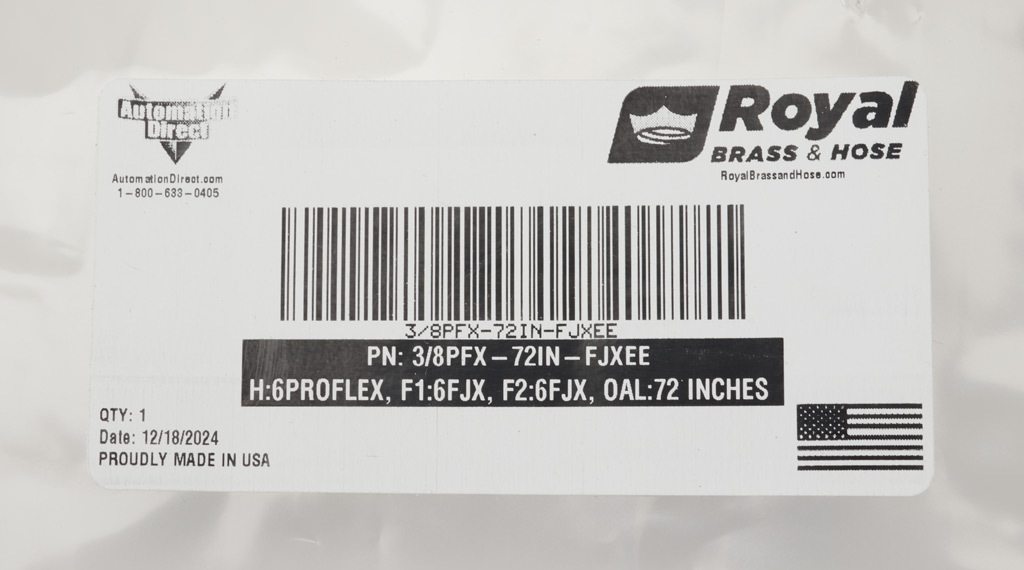 Automation
Direct
AutomationDirect.com
1-800-633-0405
Royal
BRASS & HOSE
RoyalBrassandHose.com
3/8PFX-72IN-FJXEE
PN: 3/8PFX-72IN-FJXEE
H:6PROFLEX, F1:6FJX, F2:6FJX, OAL:72 INCHES
QTY: 1
Date: 12/18/2024
PROUDLY MADE IN USA